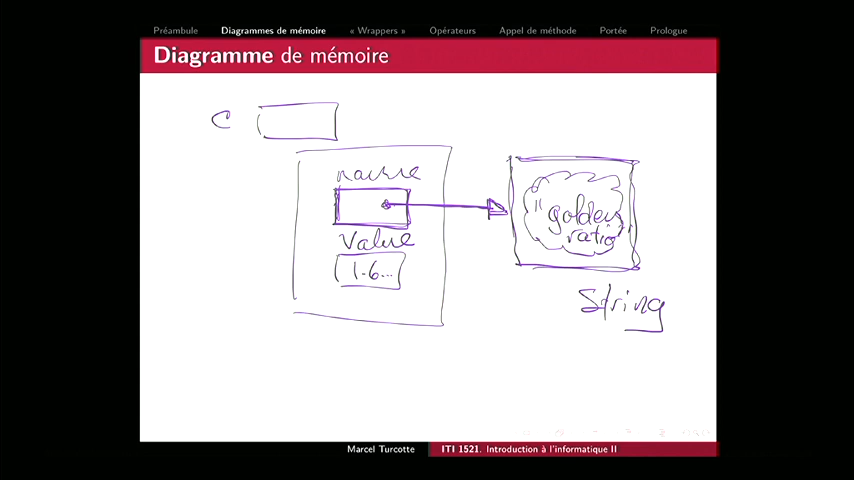 Préambule Diagrammes de mémoire « Wrappers » Opérateurs Appel de méthode Portée Prologue
Diagramme de mémoire
C
name
value
1.6...
"golden
ratio"
String
Marcel Turcotte ITI 1521. Introduction à l'informatique II